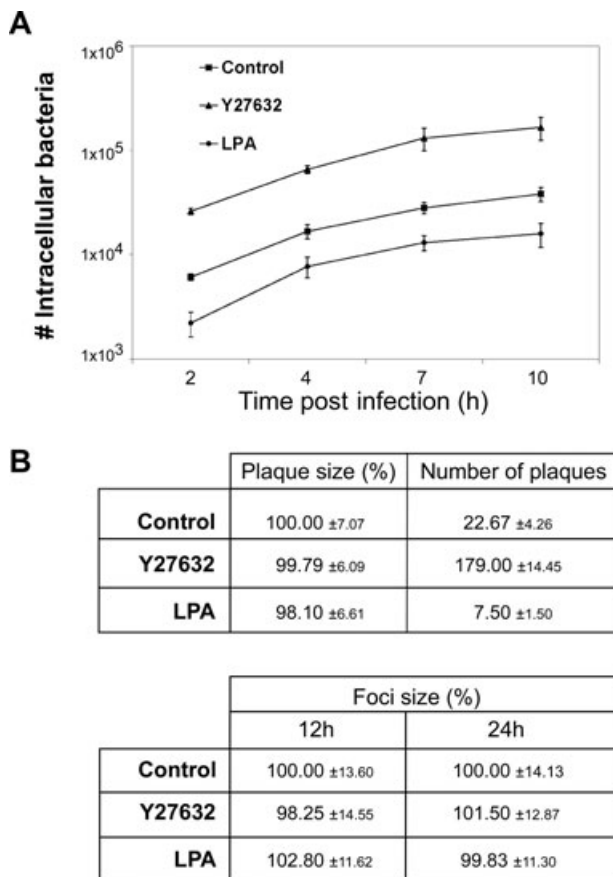 A
# Intracellular bacteria
1x10⁶
1x10⁵
1x10⁴
1x10³
Control
Y27632
LPA
2 4 7 10
Time post infection (h)
B
Plaque size (%) Number of plaques
Control 100.00 ±7.07 22.67 ±4.26
Y27632 99.79 ±6.09 179.00 ±14.45
LPA 98.10 ±6.61 7.50 ±1.50
Foci size (%)
12h 24h
Control 100.00 ±13.60 100.00 ±14.13
Y27632 98.25 ±14.55 101.50 ±12.87
LPA 102.80 ±11.62 99.83 ±11.30